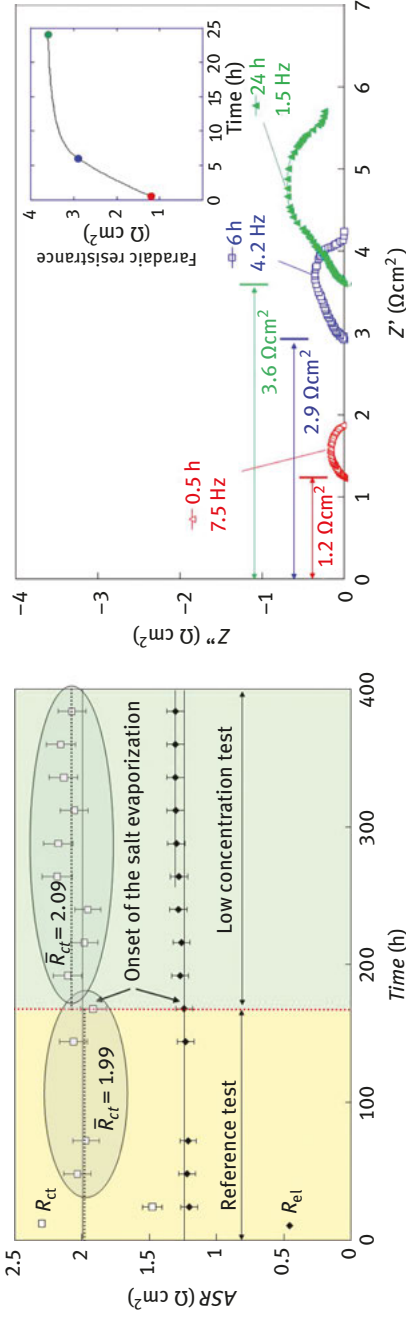 2.5
2
1.5
1
0.5
0
ASR (Ω cm²)
R_ct
R_el
R̄_ct = 1.99
R̄_ct = 2.09
Onset of the salt evaporization
Reference test
Low concentration test
0
100
200
300
400
Time (h)
−4
−3
−2
−1
0
Z" (Ω cm²)
0.5 h
7.5 Hz
6 h
4.2 Hz
24 h
1.5 Hz
1.2 Ωcm²
2.9 Ωcm²
3.6 Ωcm²
0
1
2
3
4
5
6
7
Z' (Ωcm²)
Faradaic resistrance
(Ω cm²)
4
3
2
1
0
5
10
15
20
25
Time (h)